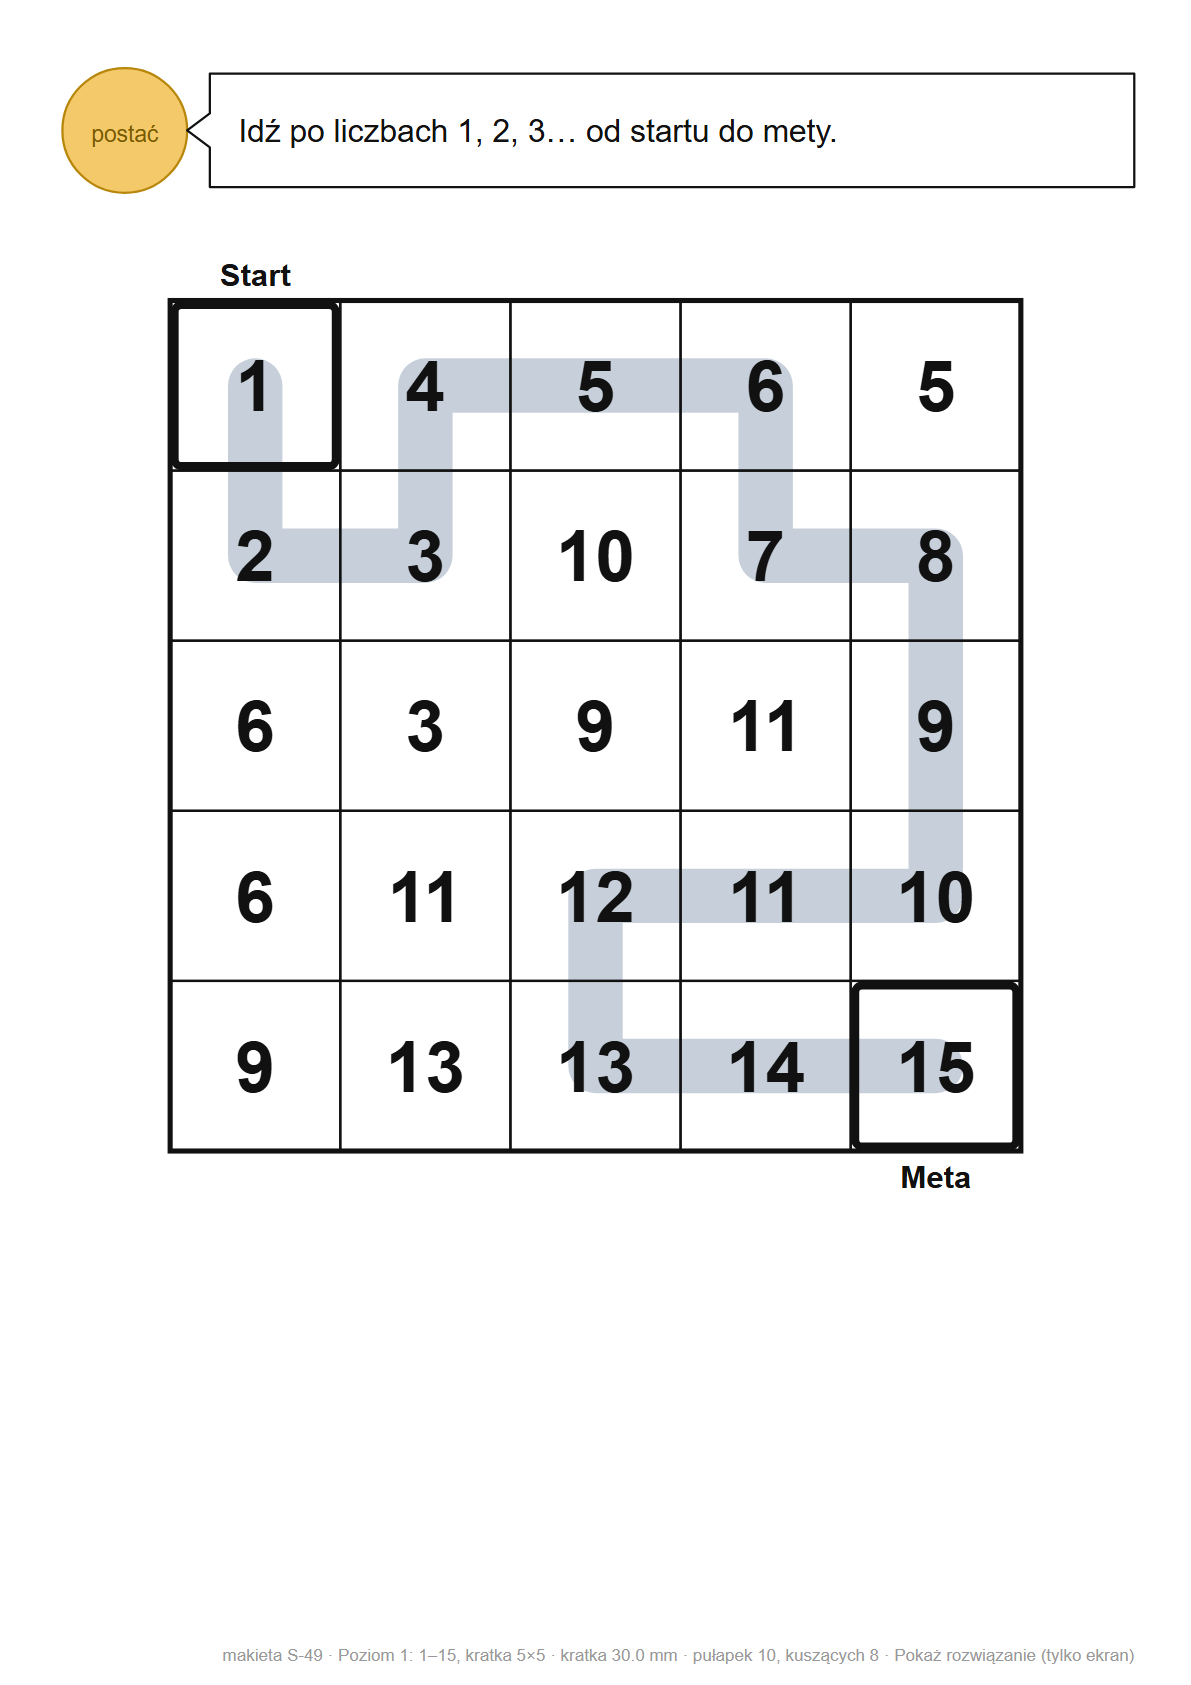 postać
Idź po liczbach 1, 2, 3… od startu do mety.
Start
1 4 5 6 5
2 3 10 7 8
6 3 9 11 9
6 11 12 11 10
9 13 13 14 15
Meta
makieta S-49 · Poziom 1: 1–15, kratka 5×5 · kratka 30.0 mm · pułapek 10, kuszących 8 · Pokaż rozwiązanie (tylko ekran)